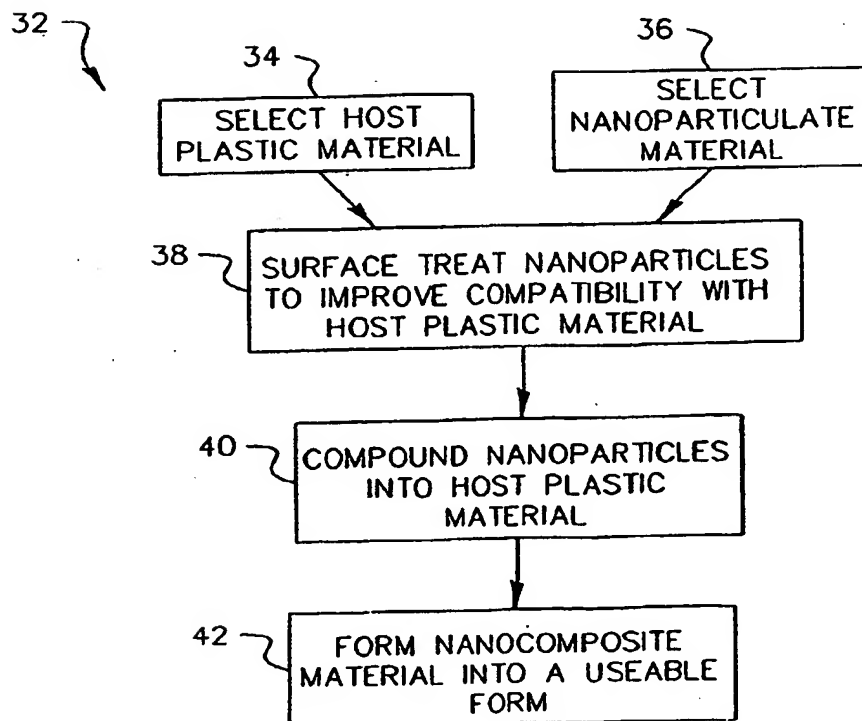 32
34
36
SELECT HOST
PLASTIC MATERIAL
SELECT
NANOPARTICULATE
MATERIAL
38
SURFACE TREAT NANOPARTICLES
TO IMPROVE COMPATIBILITY WITH
HOST PLASTIC MATERIAL
40
COMPOUND NANOPARTICLES
INTO HOST PLASTIC
MATERIAL
42
FORM NANOCOMPOSITE
MATERIAL INTO A USEABLE
FORM